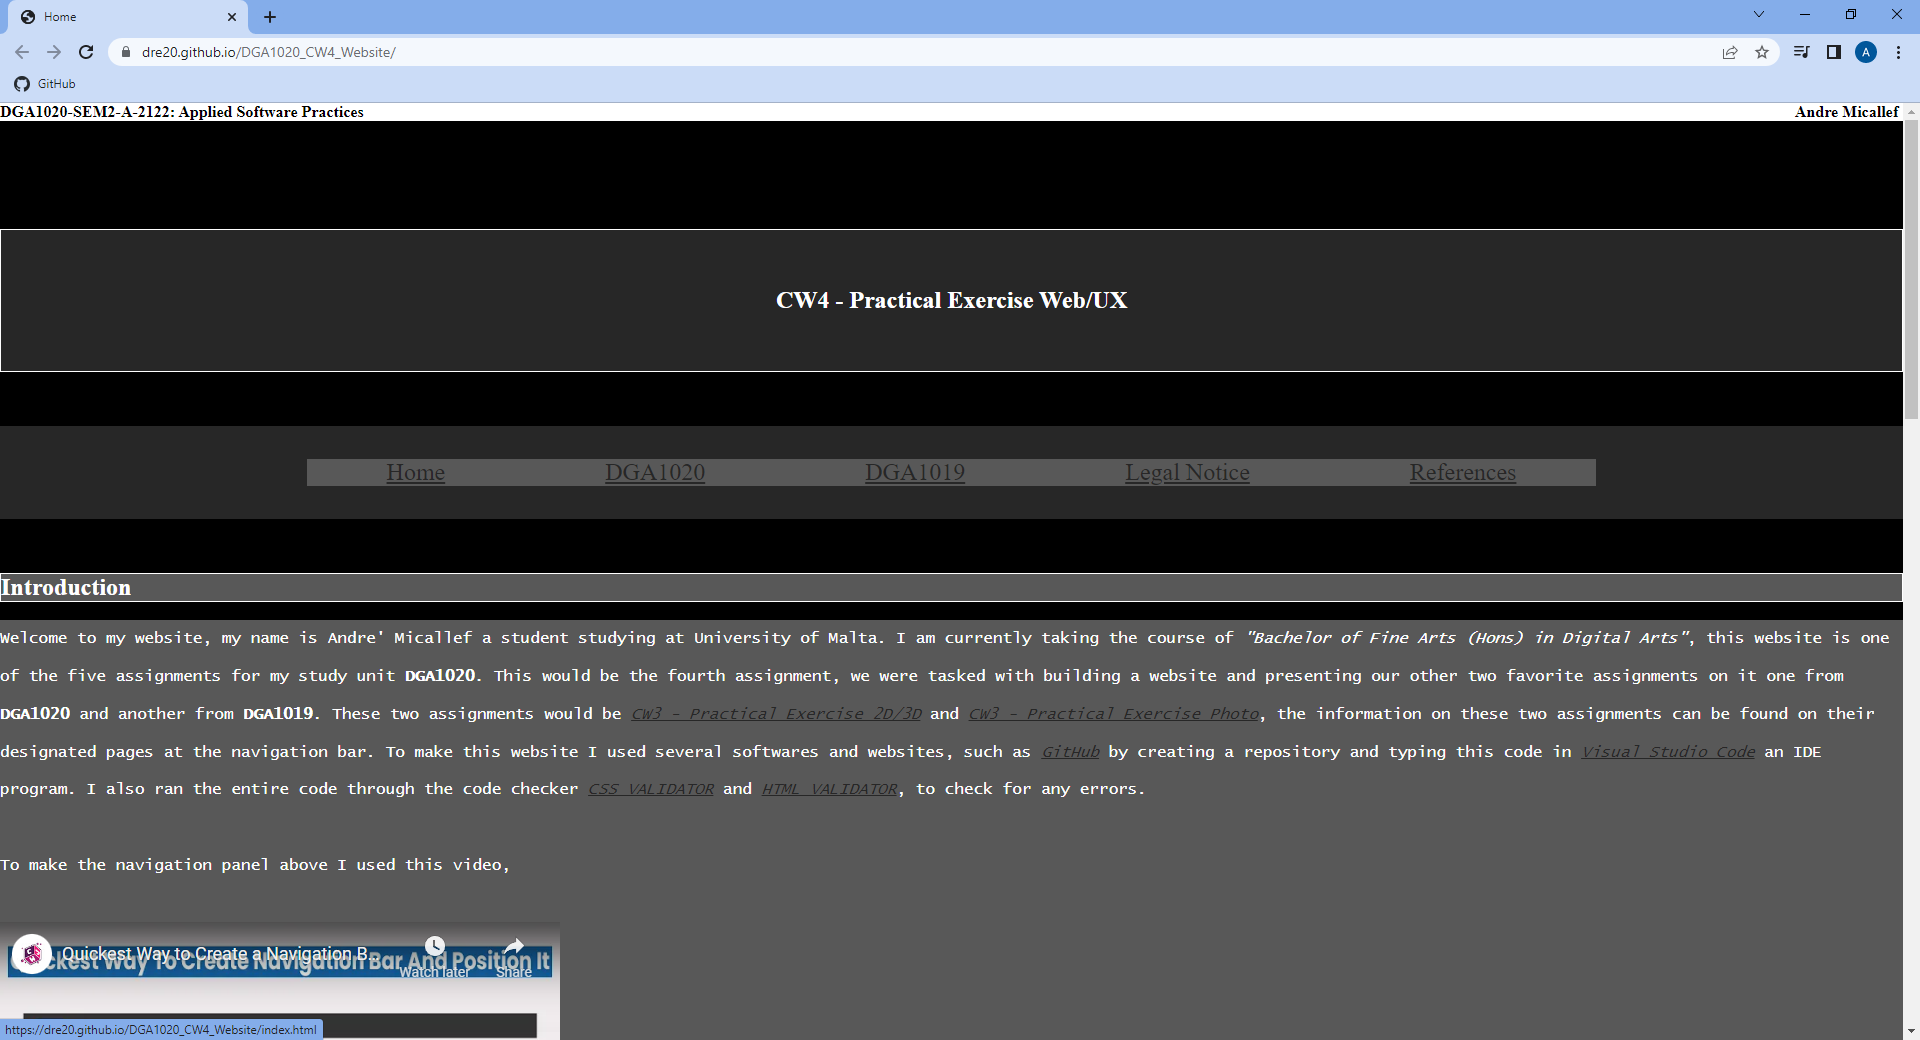 Home
dre20.github.io/DGA1020_CW4_Website/
A
GitHub
DGA1020-SEM2-A-2122: Applied Software Practices
Andre Micallef
CW4 - Practical Exercise Web/UX
Home DGA1020 DGA1019 Legal Notice References
Introduction
Welcome to my website, my name is Andre' Micallef a student studying at University of Malta. I am currently taking the course of "Bachelor of Fine Arts (Hons) in Digital Arts", this website is one
of the five assignments for my study unit DGA1020. This would be the fourth assignment, we were tasked with building a website and presenting our other two favorite assignments on it one from
DGA1020 and another from DGA1019. These two assignments would be CW3 - Practical Exercise 2D/3D and CW3 - Practical Exercise Photo, the information on these two assignments can be found on their
designated pages at the navigation bar. To make this website I used several softwares and websites, such as GitHub by creating a repository and typing this code in Visual Studio Code an IDE
program. I also ran the entire code through the code checker CSS VALIDATOR and HTML VALIDATOR, to check for any errors.
To make the navigation panel above I used this video,
Quickest Way to Create a Navigation B...
Quickest Way To Create Navigation Bar And Position It
Watch later
Share
https://dre20.github.io/DGA1020_CW4_Website/index.html